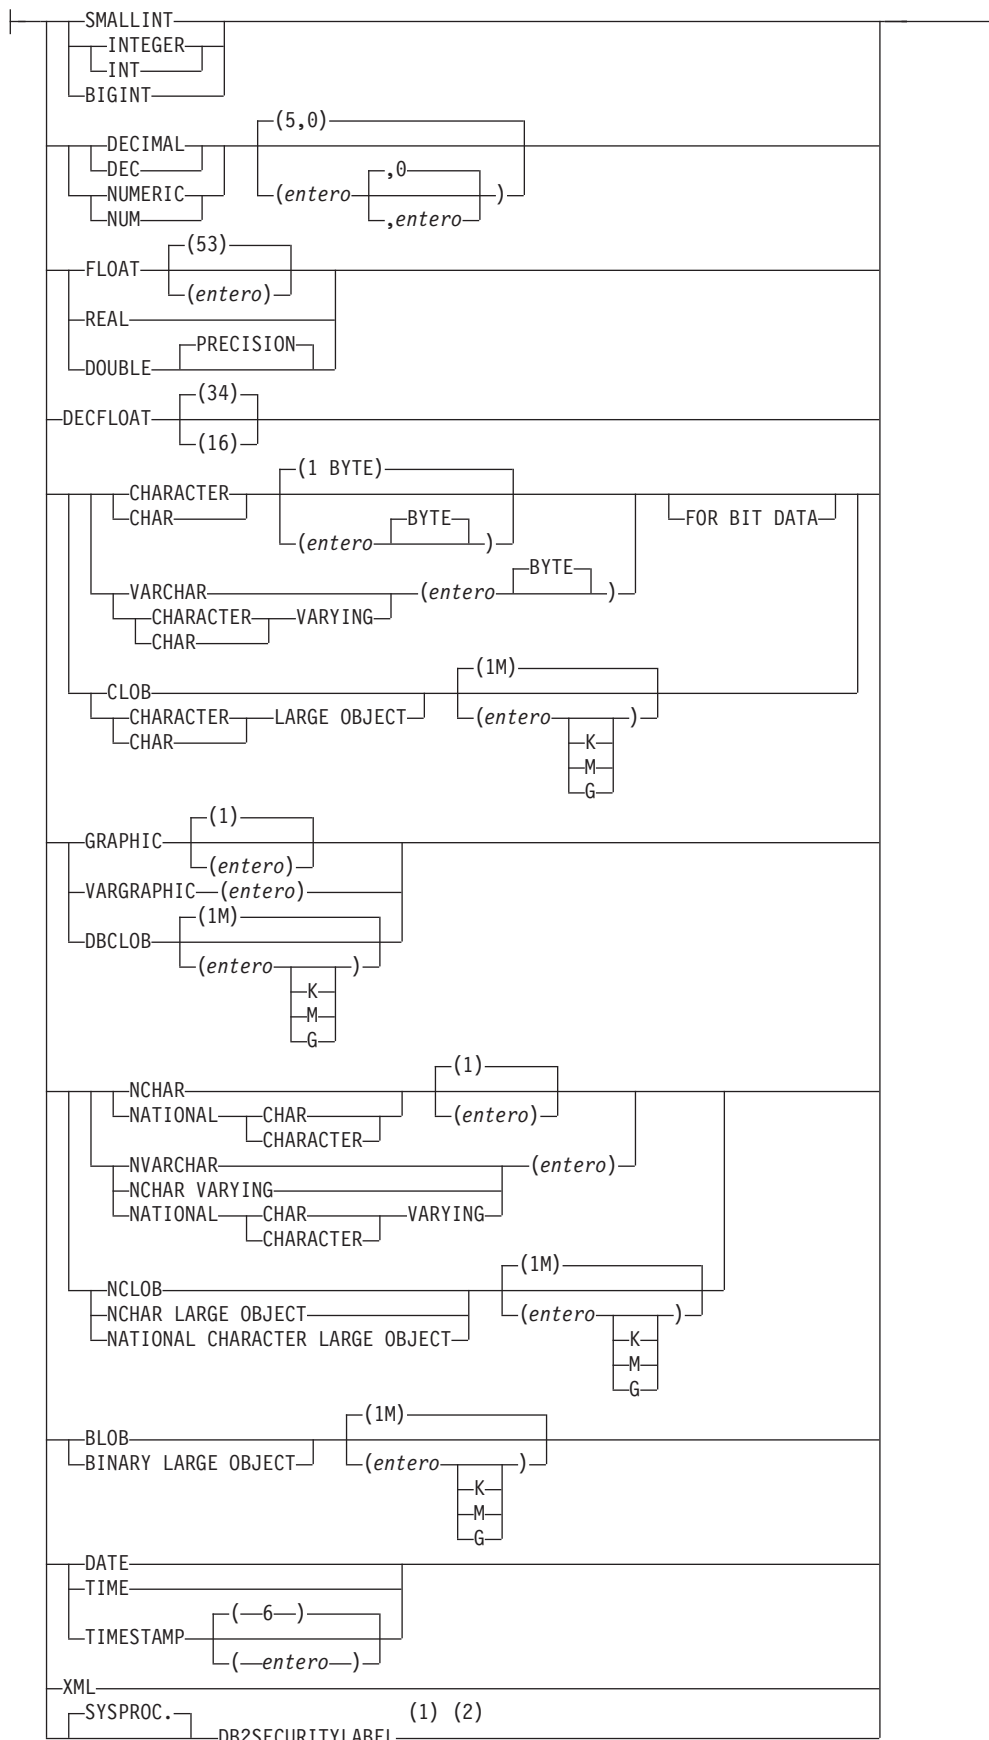 SMALLINT
INTEGER
INT
BIGINT
(5,0)
DECIMAL
DEC
,0
NUMERIC
(entero
)
NUM
,entero
(53)
FLOAT
(entero)
REAL
PRECISION
DOUBLE
(34)
DECFLOAT
(16)
(1 BYTE)
CHARACTER
CHAR
BYTE
FOR BIT DATA
(entero
)
BYTE
VARCHAR
(entero
)
CHARACTER
VARYING
CHAR
(1M)
CLOB
CHARACTER
LARGE OBJECT
(entero
)
CHAR
K
M
G
(1)
GRAPHIC
(entero)
VARGRAPHIC
(entero)
(1M)
DBCLOB
(entero
)
K
M
G
(1)
NCHAR
NATIONAL
CHAR
(entero)
CHARACTER
NVARCHAR
(entero)
NCHAR VARYING
NATIONAL
CHAR
VARYING
CHARACTER
(1M)
NCLOB
NCHAR LARGE OBJECT
(entero
)
NATIONAL CHARACTER LARGE OBJECT
K
M
G
(1M)
BLOB
BINARY LARGE OBJECT
(entero
)
K
M
G
DATE
TIME
(6)
TIMESTAMP
(entero)
XML
SYSPROC.
(1) (2)
DB2SECURITYLABEL